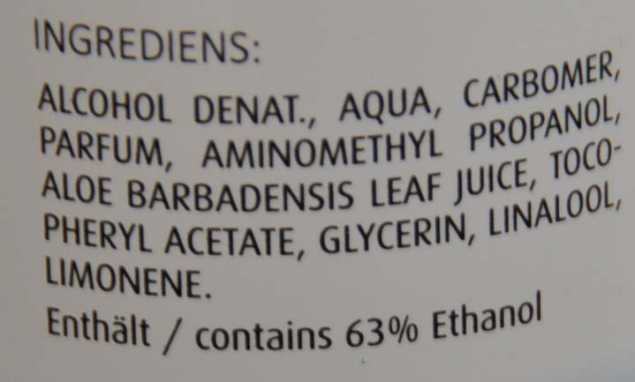 INGREDIENS:
ALCOHOL DENAT., AQUA, CARBOMER,
PARFUM, AMINOMETHYL PROPANOL,
ALOE BARBADENSIS LEAF JUICE, TOCO-
PHERYL ACETATE, GLYCERIN, LINALOOL,
LIMONENE.
Enthält / contains 63% Ethanol